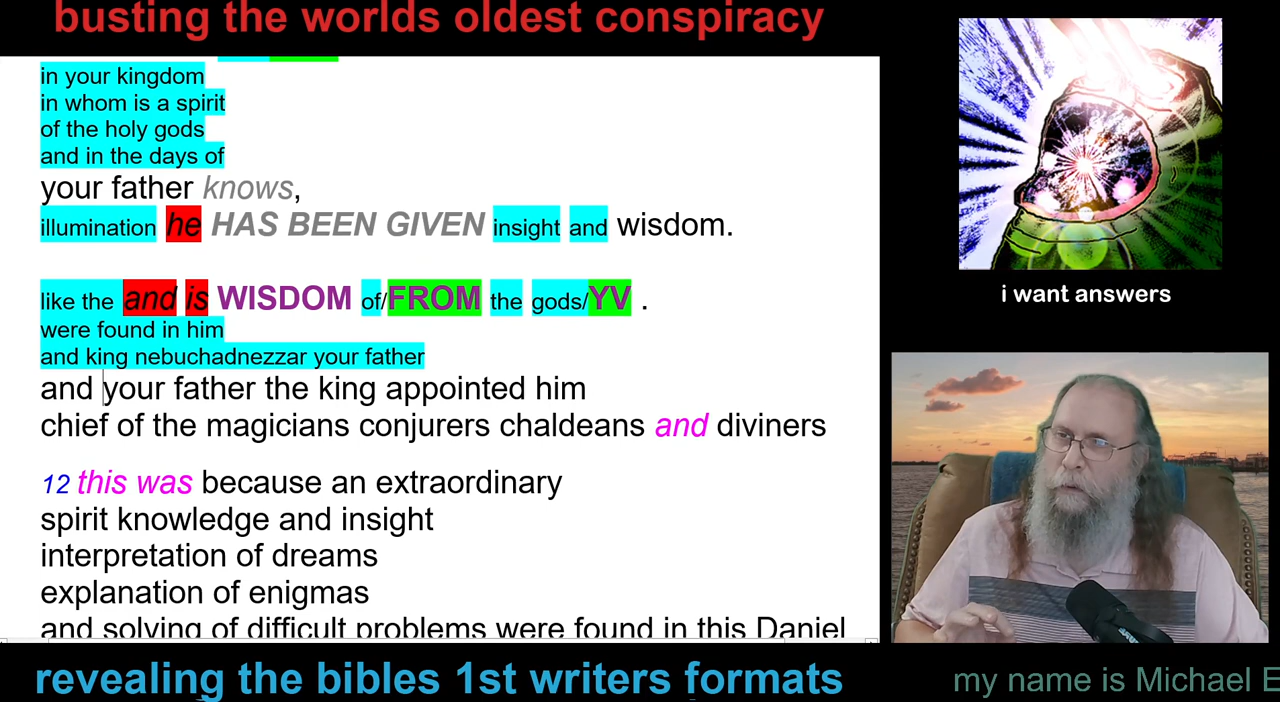 busting the worlds oldest conspiracy
in your kingdom
in whom is a spirit
of the holy gods
and in the days of
your father knows,
illumination he HAS BEEN GIVEN insight and wisdom.
like the and is WISDOM of/FROM the gods/YV .
were found in him
and king nebuchadnezzar your father
and your father the king appointed him
chief of the magicians conjurers chaldeans and diviners
12 this was because an extraordinary
spirit knowledge and insight
interpretation of dreams
explanation of enigmas
and solving of difficult problems were found in this Daniel
i want answers
revealing the bibles 1st writers formats
my name is Michael E